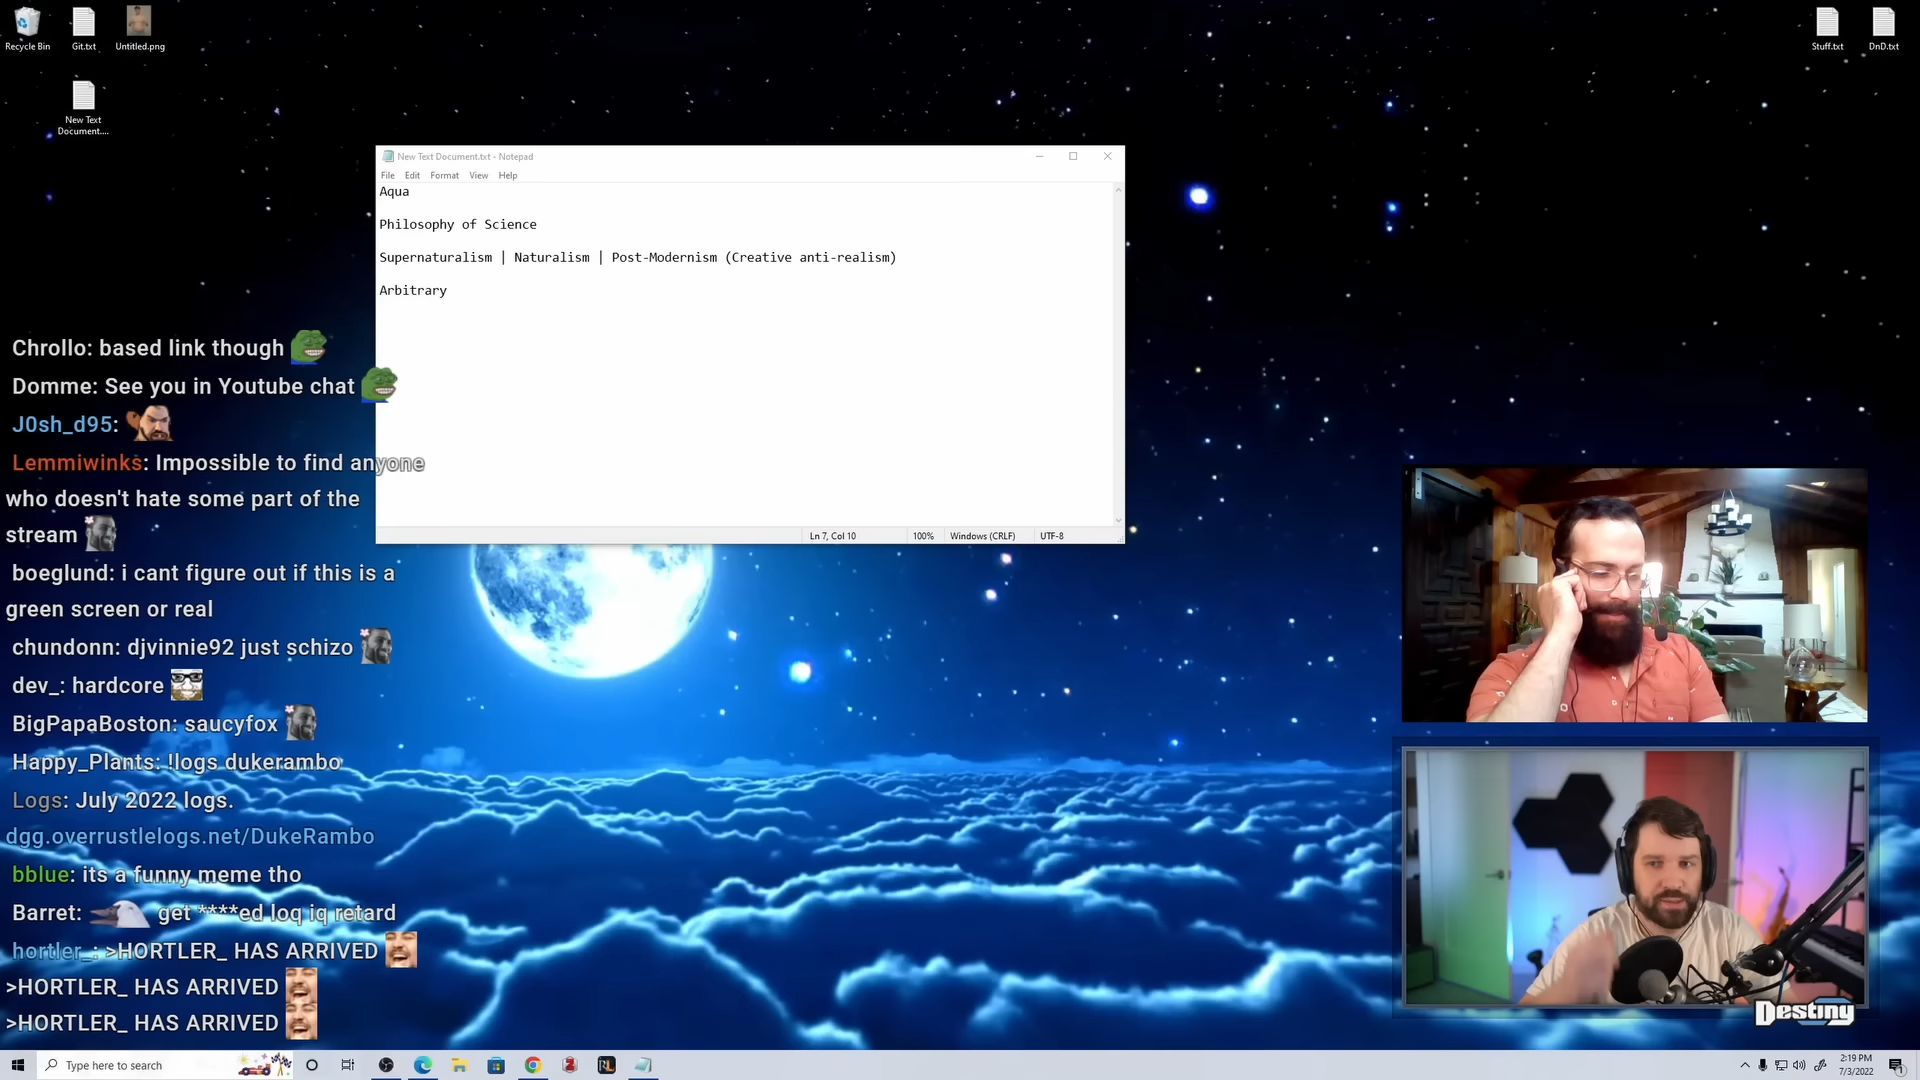 Recycle Bin
Git.txt
Untitled.png
Stuff.txt
DnD.txt
New Text
Document....
New Text Document.txt - Notepad
File Edit Format View Help
Aqua
Philosophy of Science
Supernaturalism | Naturalism | Post-Modernism (Creative anti-realism)
Arbitrary
Ln 7, Col 10 100% Windows (CRLF) UTF-8
Chrollo: based link though
Domme: See you in Youtube chat
J0sh_d95:
Lemmiwinks: Impossible to find anyone
who doesn't hate some part of the
stream
boeglund: i cant figure out if this is a
green screen or real
chundonn: djvinnie92 just schizo
dev_: hardcore
BigPapaBoston: saucyfox
Happy_Plants: !logs dukerambo
Logs: July 2022 logs.
dgg.overrustlelogs.net/DukeRambo
bblue: its a funny meme tho
Barret: get ****ed loq iq retard
hortler_: >HORTLER_ HAS ARRIVED
>HORTLER_ HAS ARRIVED
>HORTLER_ HAS ARRIVED
Destiny
Type here to search
RL
2:19 PM
7/3/2022